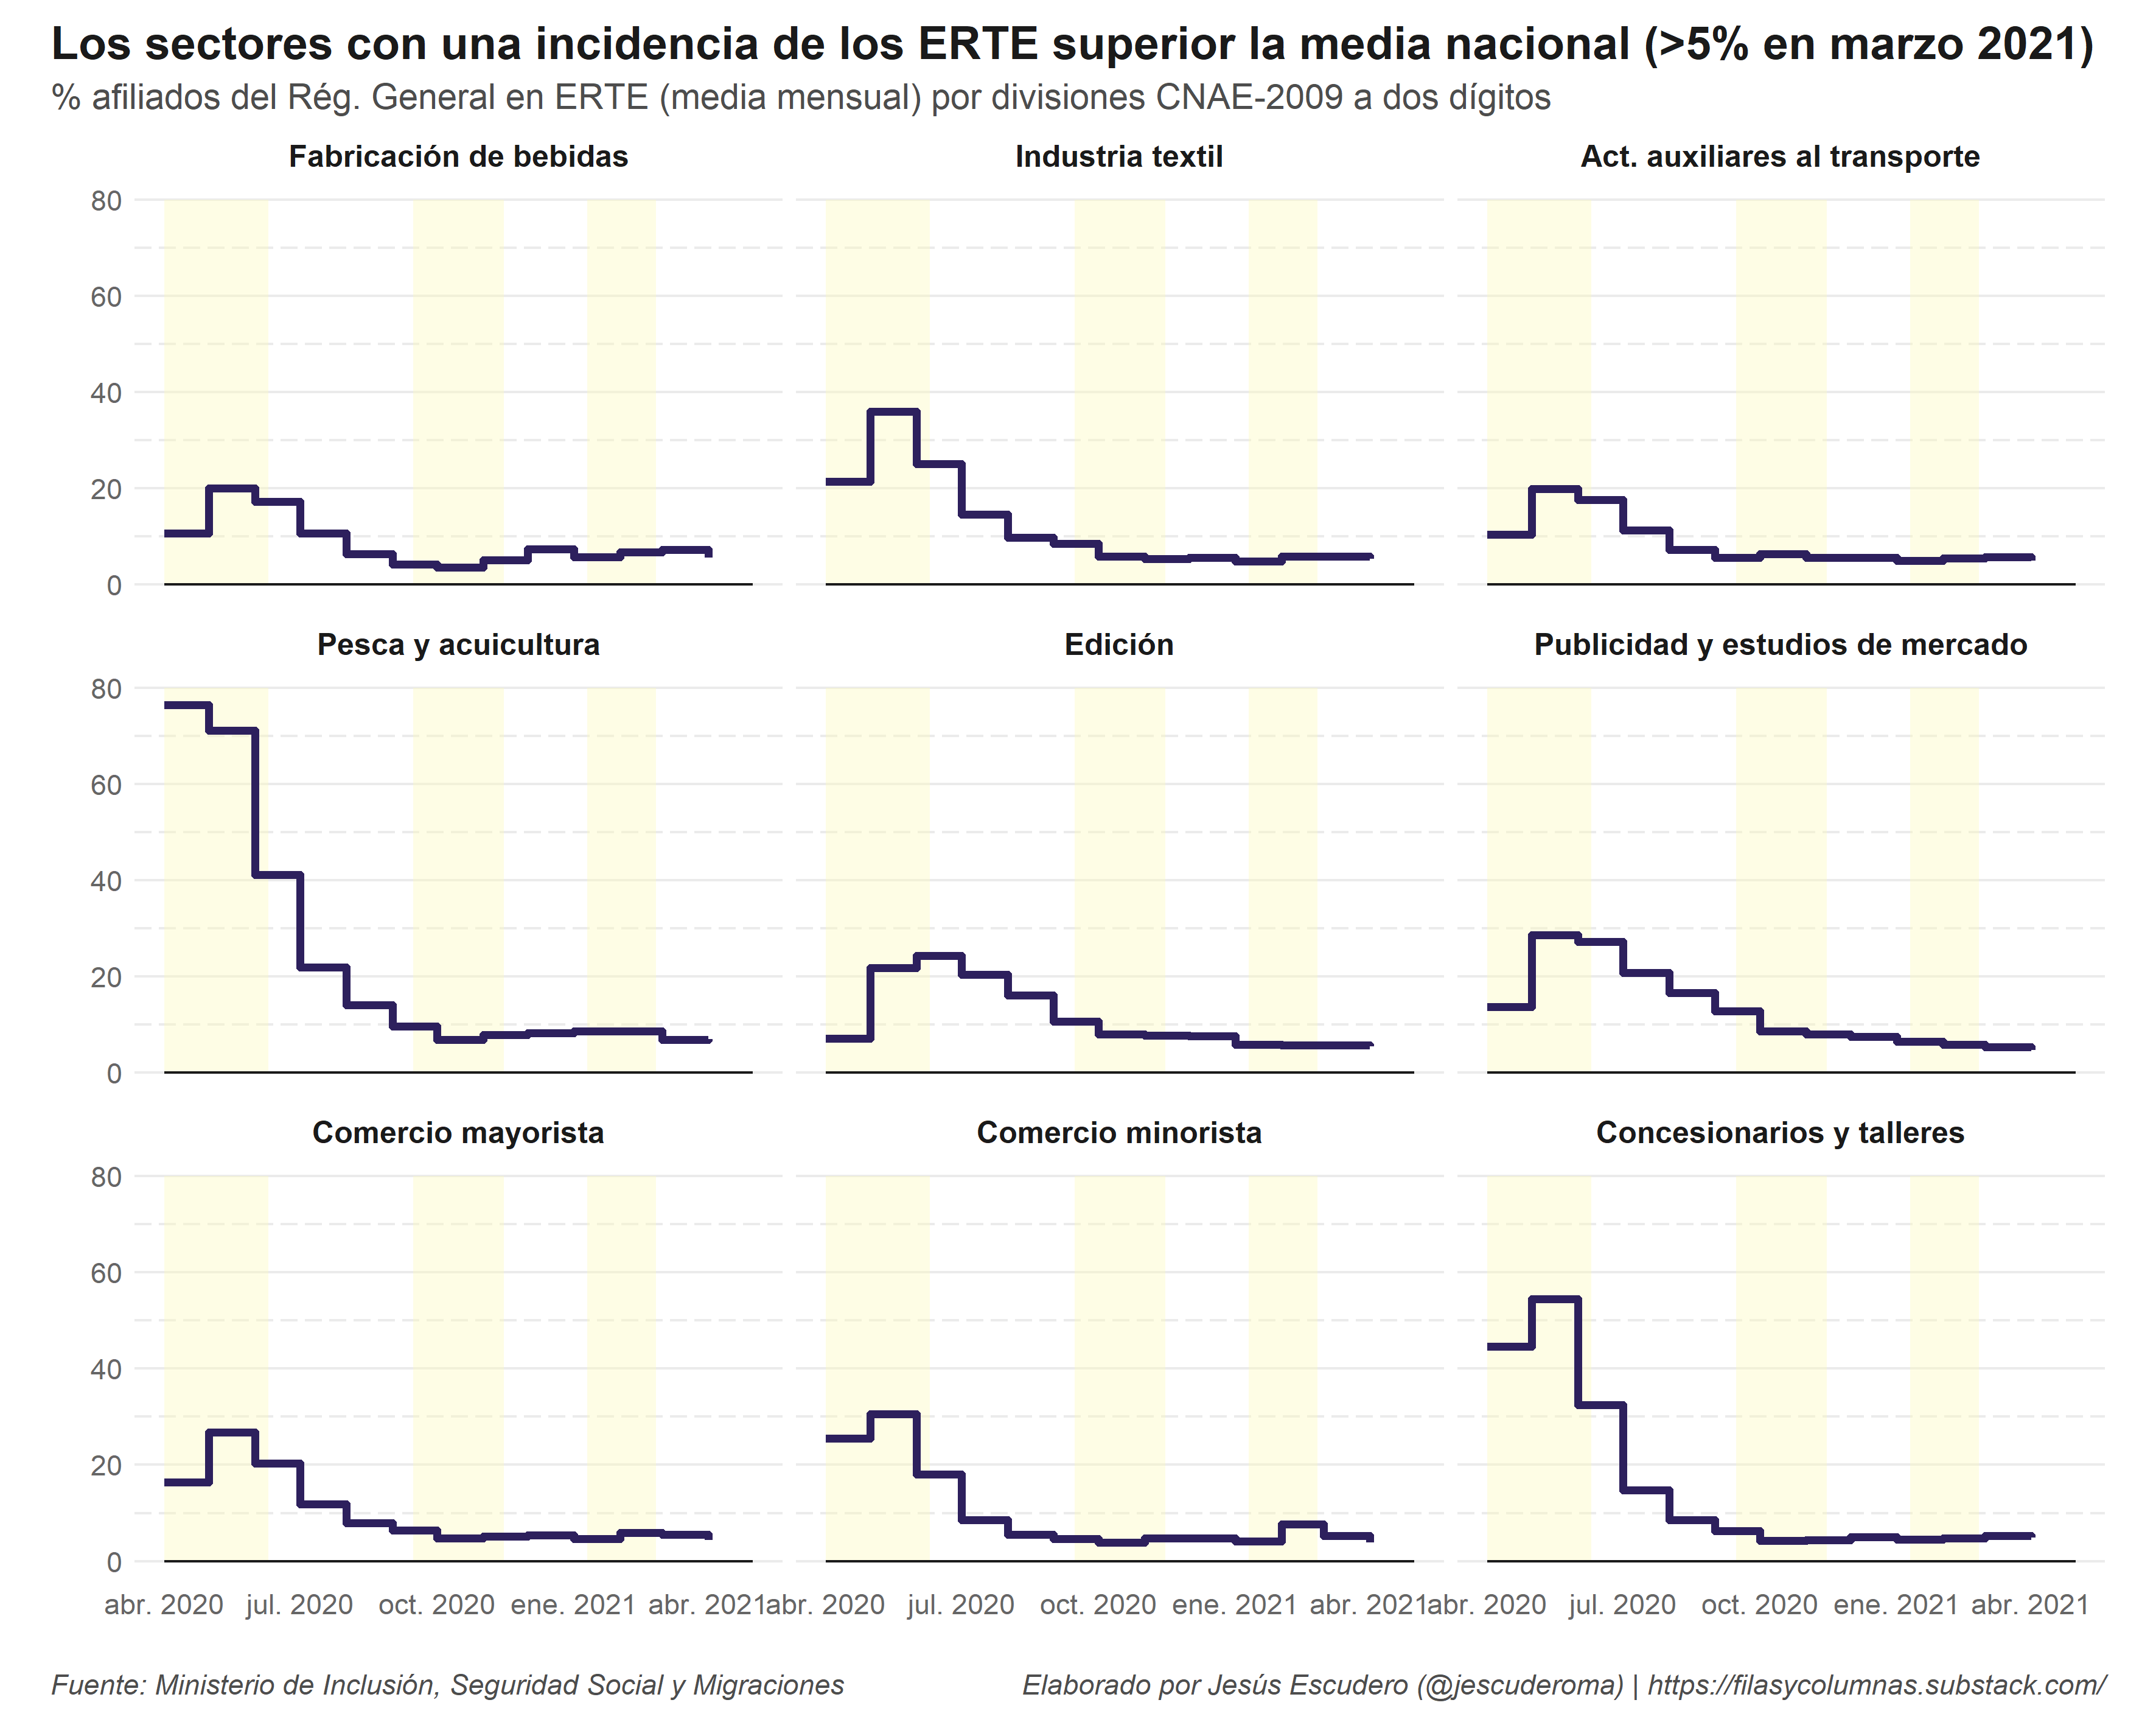 Los sectores con una incidencia de los ERTE superior la media nacional (>5% en marzo 2021)
% afiliados del Rég. General en ERTE (media mensual) por divisiones CNAE-2009 a dos dígitos
Fabricación de bebidas
Industria textil
Act. auxiliares al transporte
80
60
40
20
0
Pesca y acuicultura
Edición
Publicidad y estudios de mercado
80
60
40
20
0
Comercio mayorista
Comercio minorista
Concesionarios y talleres
80
60
40
20
0
abr. 2020 jul. 2020 oct. 2020 ene. 2021 abr. 2021
abr. 2020 jul. 2020 oct. 2020 ene. 2021 abr. 2021
abr. 2020 jul. 2020 oct. 2020 ene. 2021 abr. 2021
Fuente: Ministerio de Inclusión, Seguridad Social y Migraciones
Elaborado por Jesús Escudero (@jescuderoma) | https://filasycolumnas.substack.com/